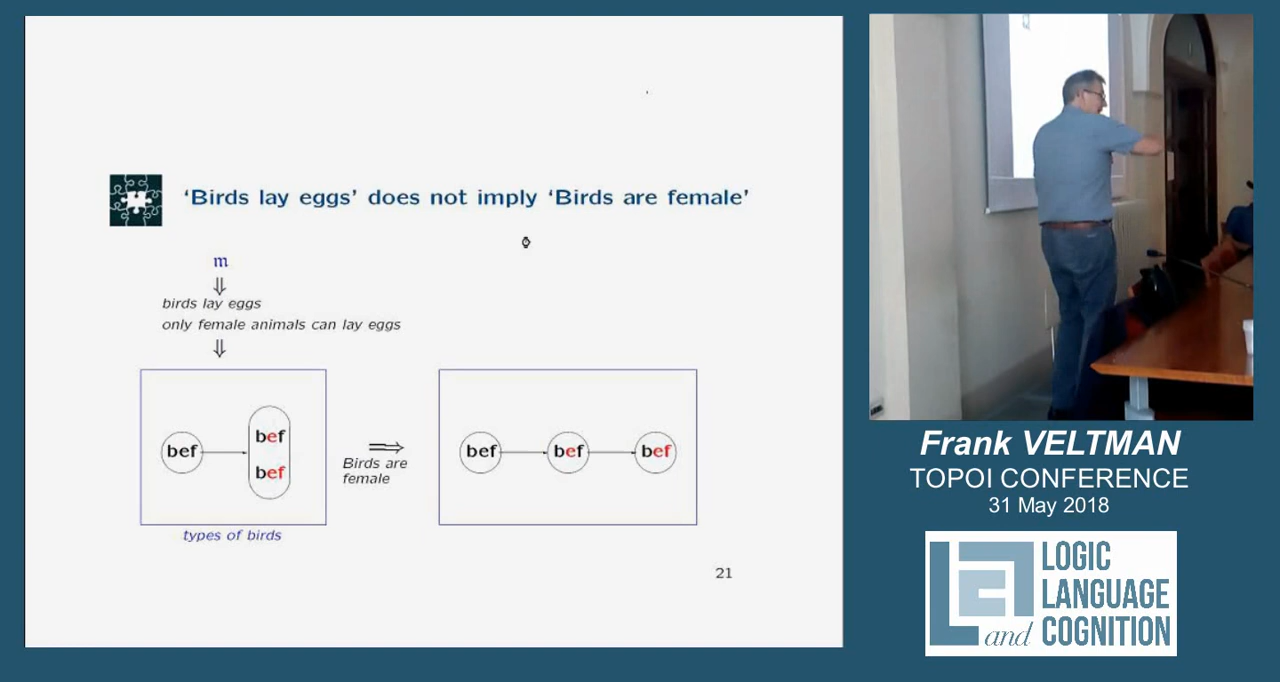 ‘Birds lay eggs’ does not imply ‘Birds are female’
m
⇓
birds lay eggs
only female animals can lay eggs
⇓
bef
bef
bef
⟹
Birds are
female
types of birds
bef
bef
bef
21
Frank VELTMAN
TOPOI CONFERENCE
31 May 2018
LOGIC
LANGUAGE
and COGNITION